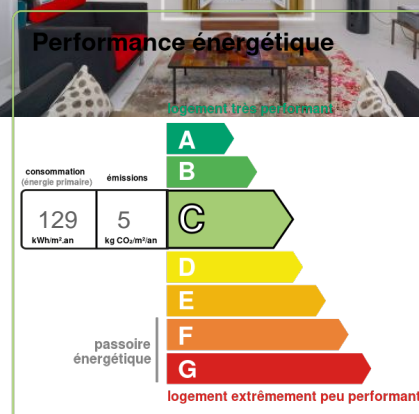 Performance énergétique
logement très performant
A
consommation
(énergie primaire)
émissions
B
129
5
C
kWh/m².an
kg CO₂/m²/an
D
E
passoire
énergétique
F
G
logement extrêmement peu performant